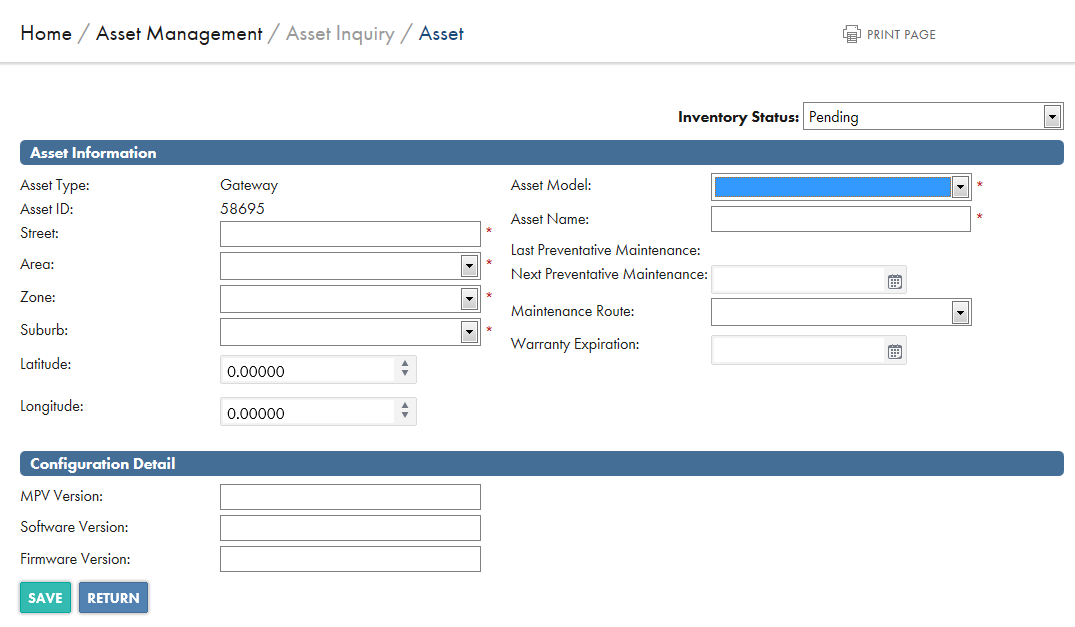 Home / Asset Management / Asset Inquiry / Asset
PRINT PAGE
Inventory Status: Pending
Asset Information
Asset Type: Gateway
Asset ID: 58695
Street: *
Area: *
Zone: *
Suburb: *
Latitude: 0.00000
Longitude: 0.00000
Asset Model: *
Asset Name: *
Last Preventative Maintenance:
Next Preventative Maintenance:
Maintenance Route:
Warranty Expiration:
Configuration Detail
MPV Version:
Software Version:
Firmware Version:
SAVE RETURN